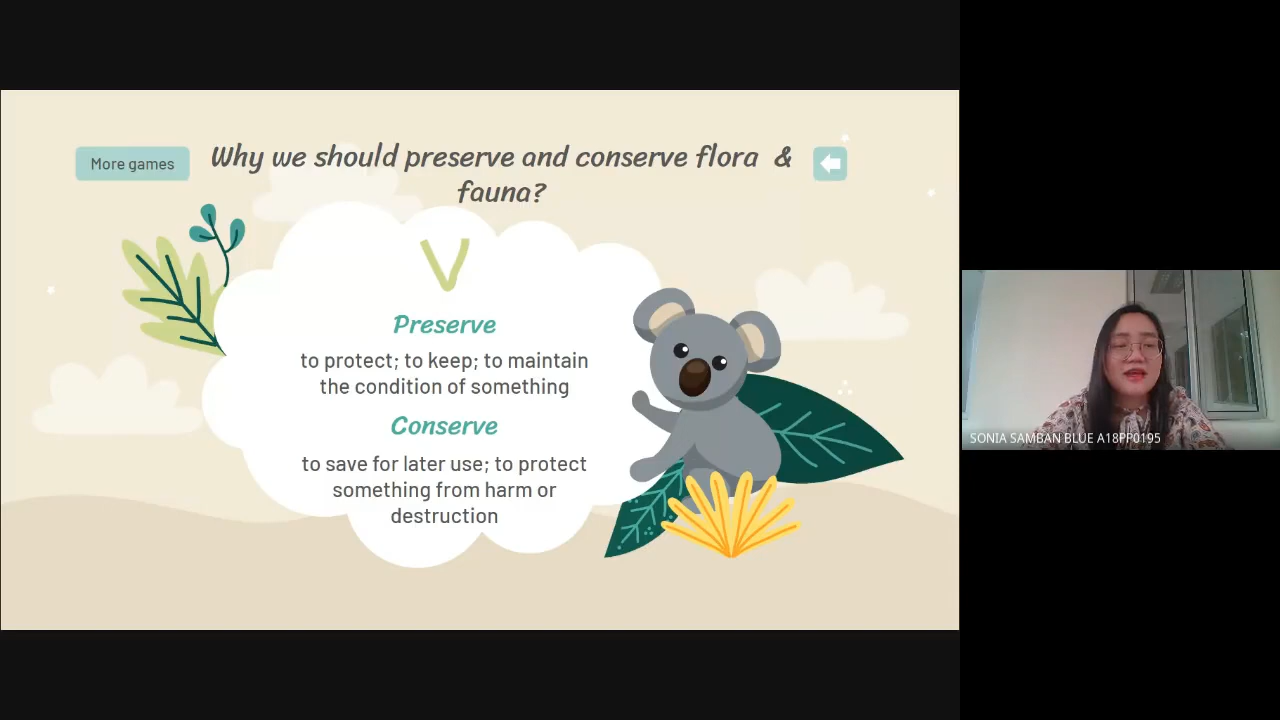 More games
Why we should preserve and conserve flora &
fauna?
V
Preserve
to protect; to keep; to maintain
the condition of something
Conserve
to save for later use; to protect
something from harm or
destruction
SONIA SAMBAN BLUE A18PP0195